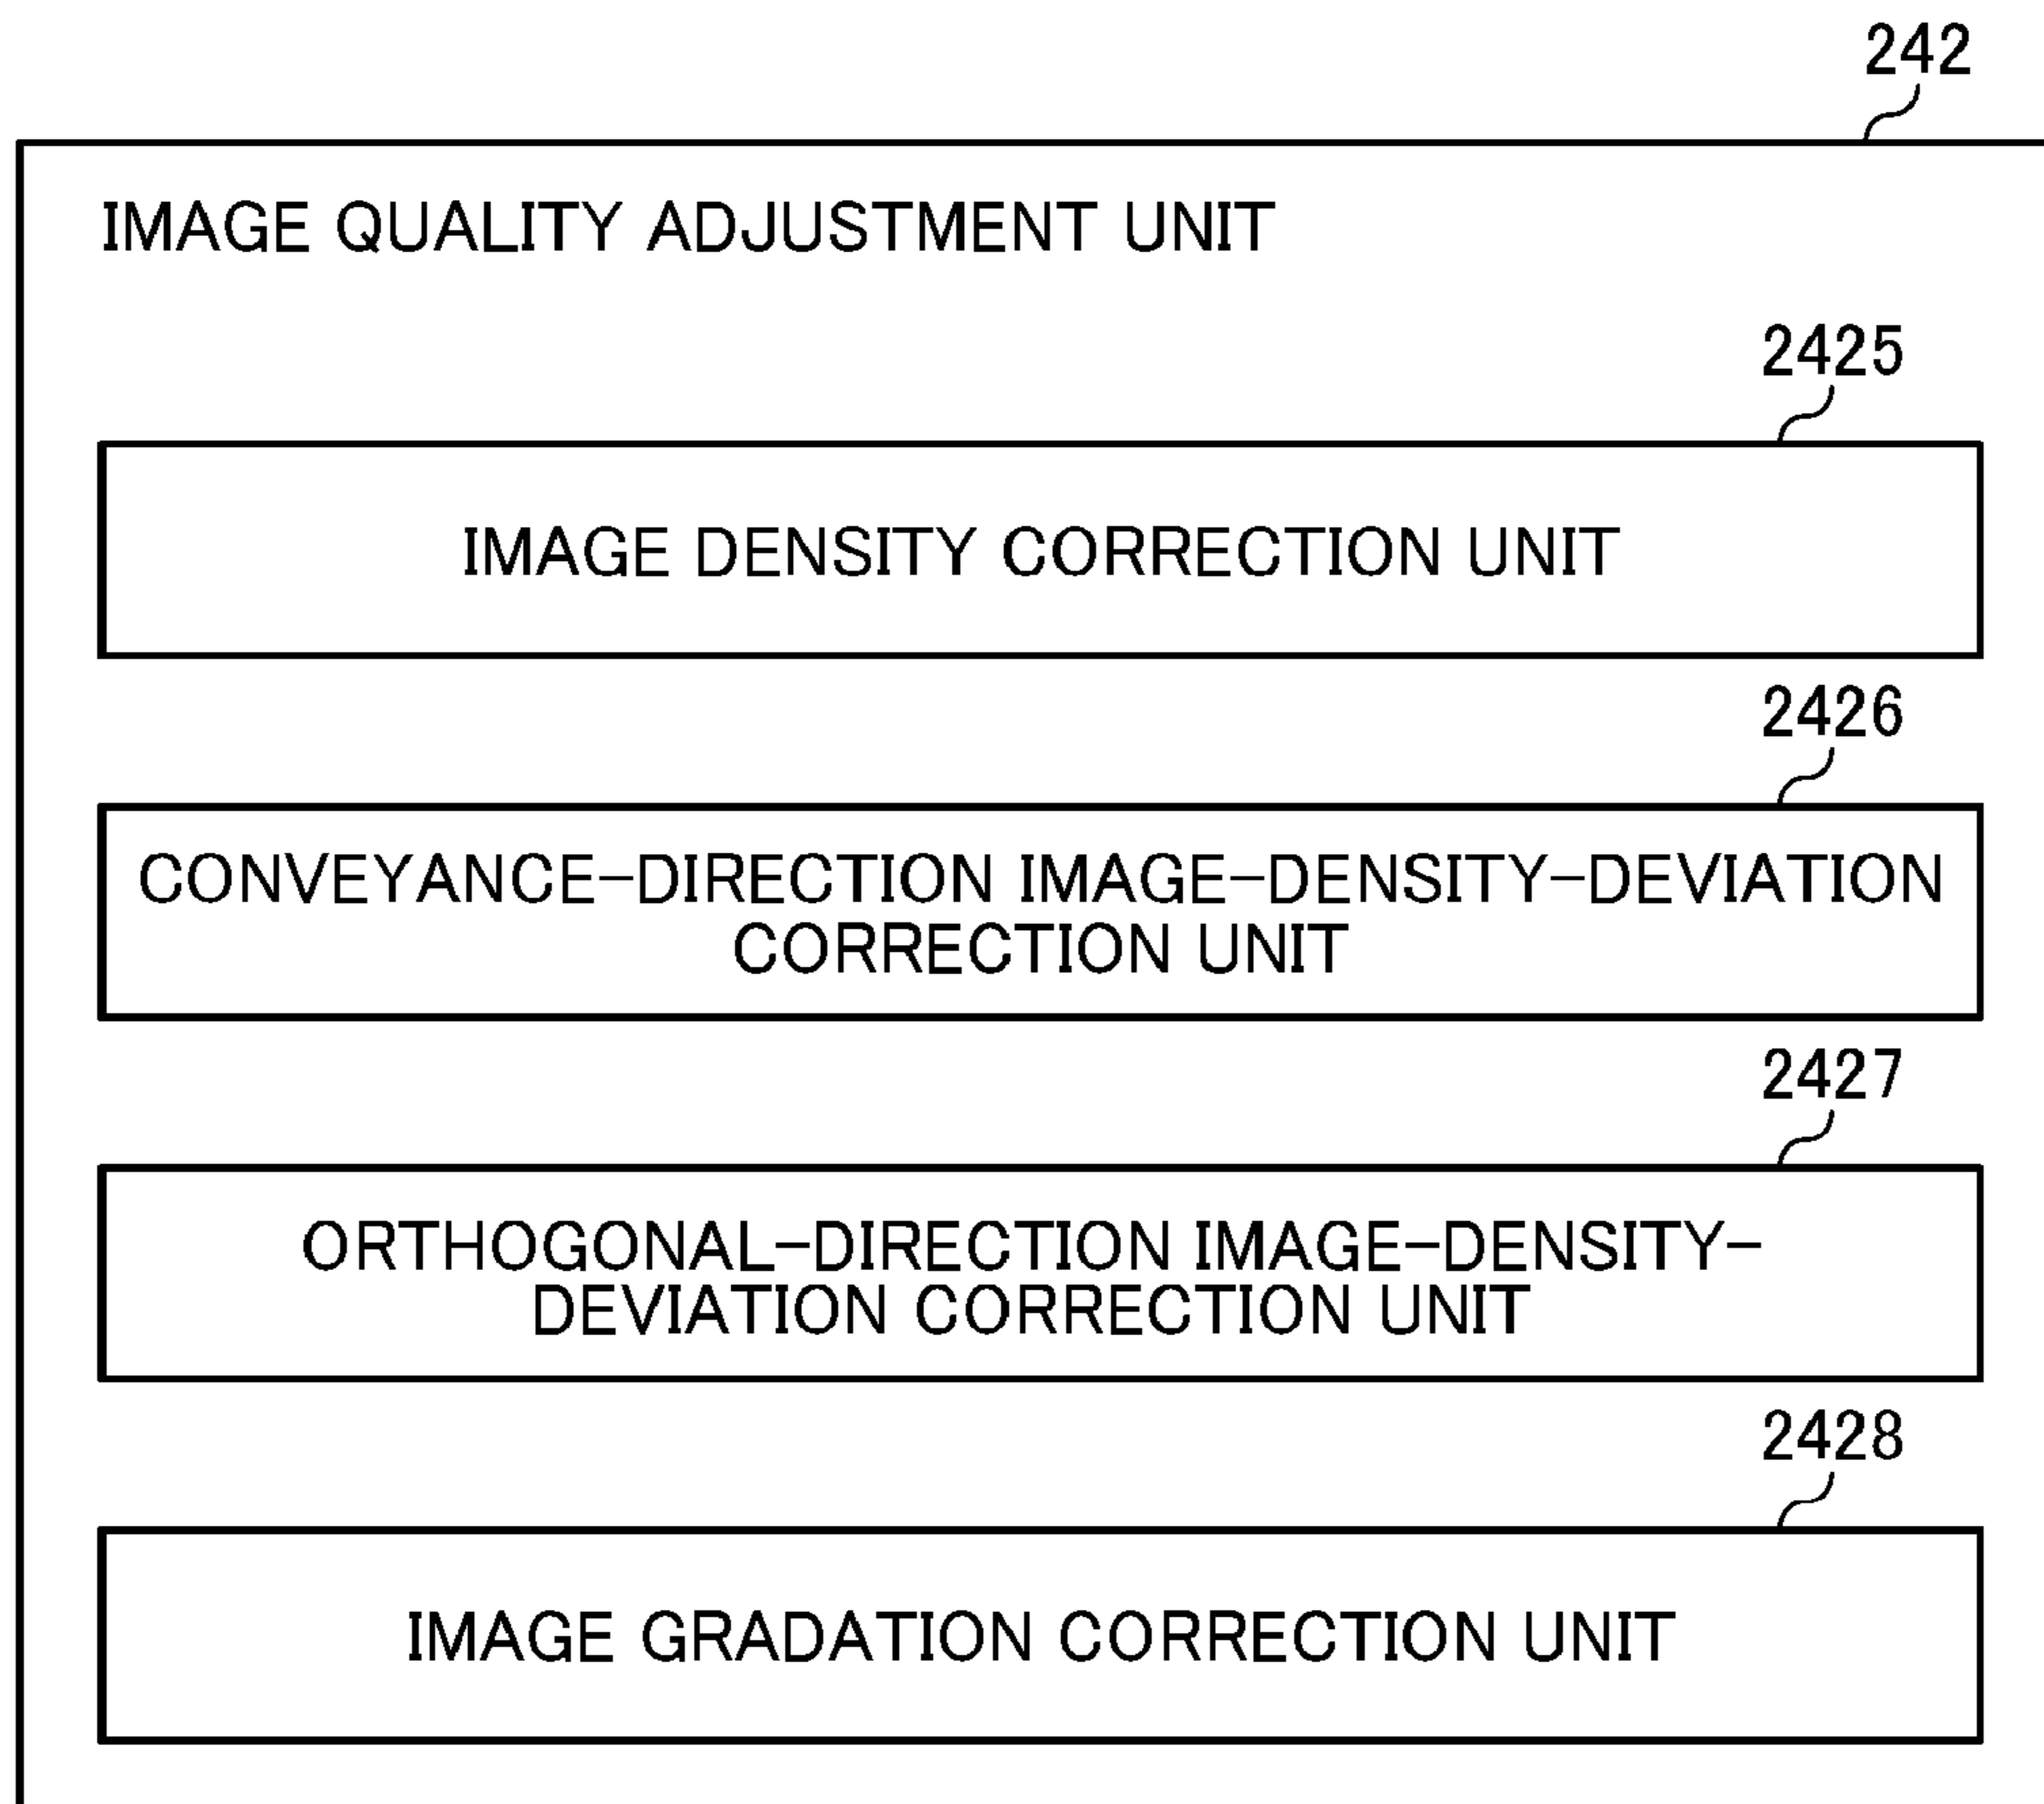 242
IMAGE QUALITY ADJUSTMENT UNIT
2425
IMAGE DENSITY CORRECTION UNIT
2426
CONVEYANCE-DIRECTION IMAGE-DENSITY-DEVIATION
CORRECTION UNIT
2427
ORTHOGONAL-DIRECTION IMAGE-DENSITY-
DEVIATION CORRECTION UNIT
2428
IMAGE GRADATION CORRECTION UNIT